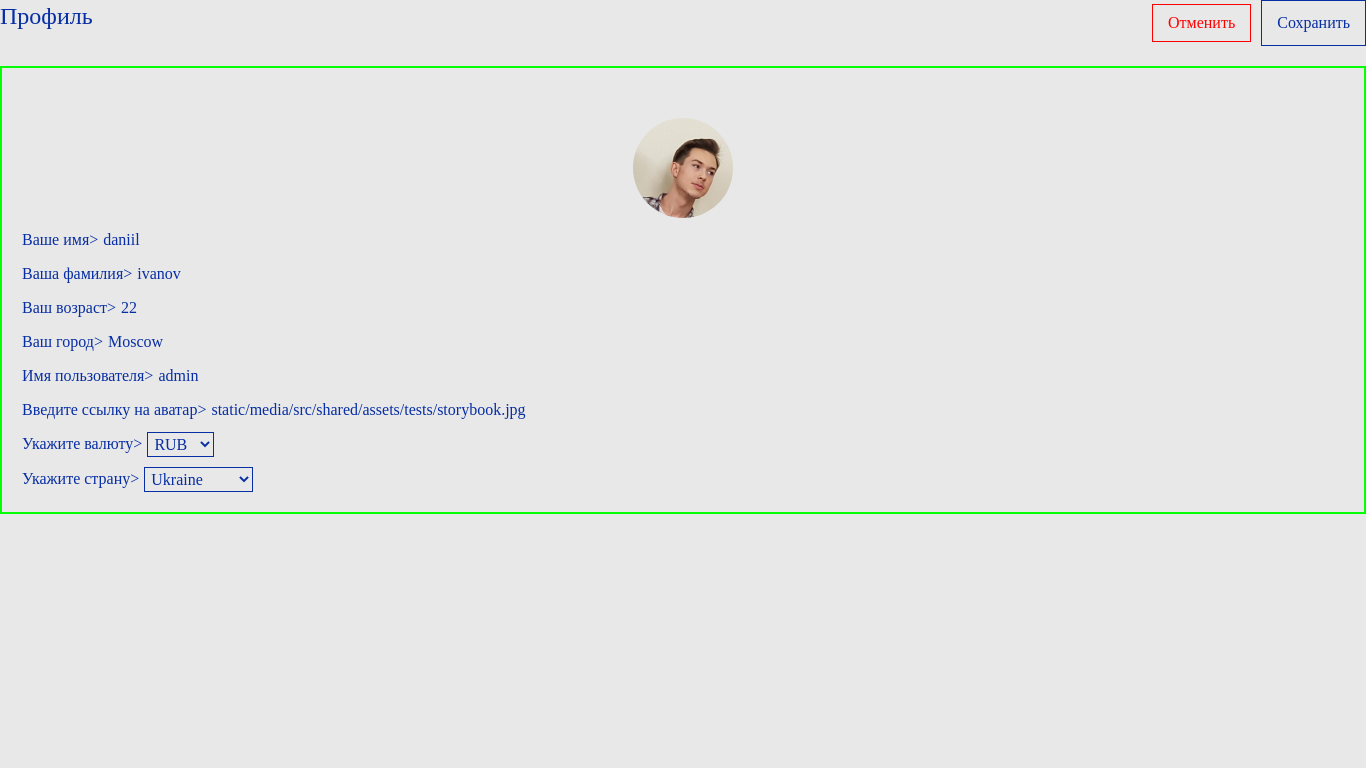 Профиль
Отменить
Сохранить
Ваше имя> daniil
Ваша фамилия> ivanov
Ваш возраст> 22
Ваш город> Moscow
Имя пользователя> admin
Введите ссылку на аватар> static/media/src/shared/assets/tests/storybook.jpg
Укажите валюту> RUB
Укажите страну> Ukraine